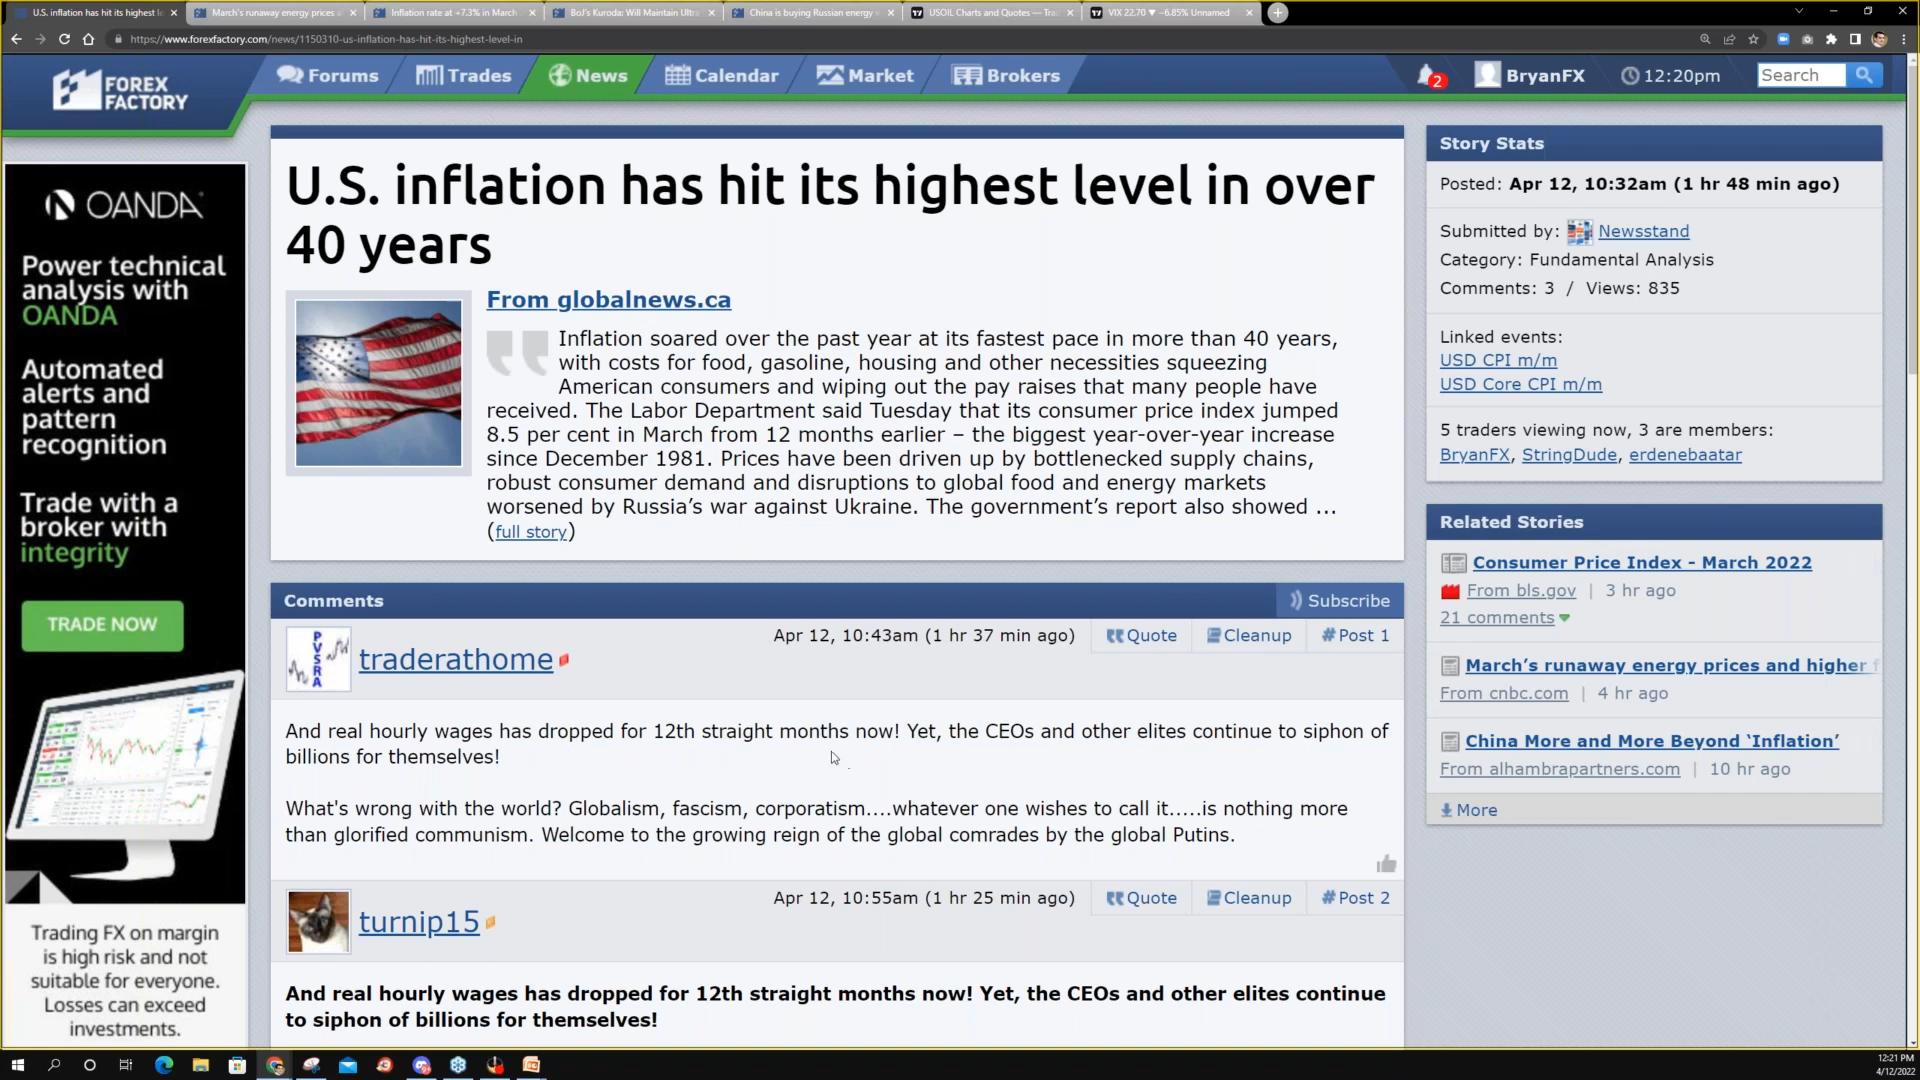 U.S. inflation has hit its highest l
March's runaway energy prices a
Inflation rate at +7.3% in March
BoJ's Kuroda: Will Maintain Ultra
China is buying Russian energy
USOIL Charts and Quotes — Tra
VIX 22.70 ▼ −6.85% Unnamed
https://www.forexfactory.com/news/1150310-us-inflation-has-hit-its-highest-level-in
FOREX
FACTORY
Forums
Trades
News
Calendar
Market
Brokers
2
BryanFX
12:20pm
Search
OANDA
Power technical
analysis with
OANDA
Automated
alerts and
pattern
recognition
Trade with a
broker with
integrity
TRADE NOW
Trading FX on margin
is high risk and not
suitable for everyone.
Losses can exceed
investments.
U.S. inflation has hit its highest level in over
40 years
From globalnews.ca
Inflation soared over the past year at its fastest pace in more than 40 years,
with costs for food, gasoline, housing and other necessities squeezing
American consumers and wiping out the pay raises that many people have
received. The Labor Department said Tuesday that its consumer price index jumped
8.5 per cent in March from 12 months earlier – the biggest year-over-year increase
since December 1981. Prices have been driven up by bottlenecked supply chains,
robust consumer demand and disruptions to global food and energy markets
worsened by Russia's war against Ukraine. The government's report also showed ...
(full story)
Comments
Subscribe
PVSRA
traderathome
Apr 12, 10:43am (1 hr 37 min ago)
Quote
Cleanup
#Post 1
And real hourly wages has dropped for 12th straight months now! Yet, the CEOs and other elites continue to siphon of
billions for themselves!
What's wrong with the world? Globalism, fascism, corporatism....whatever one wishes to call it.....is nothing more
than glorified communism. Welcome to the growing reign of the global comrades by the global Putins.
turnip15
Apr 12, 10:55am (1 hr 25 min ago)
Quote
Cleanup
#Post 2
And real hourly wages has dropped for 12th straight months now! Yet, the CEOs and other elites continue
to siphon of billions for themselves!
Story Stats
Posted: Apr 12, 10:32am (1 hr 48 min ago)
Submitted by: Newsstand
Category: Fundamental Analysis
Comments: 3 / Views: 835
Linked events:
USD CPI m/m
USD Core CPI m/m
5 traders viewing now, 3 are members:
BryanFX, StringDude, erdenebaatar
Related Stories
Consumer Price Index - March 2022
From bls.gov | 3 hr ago
21 comments
March's runaway energy prices and higher f
From cnbc.com | 4 hr ago
China More and More Beyond 'Inflation'
From alhambrapartners.com | 10 hr ago
More
12:21 PM
4/12/2022